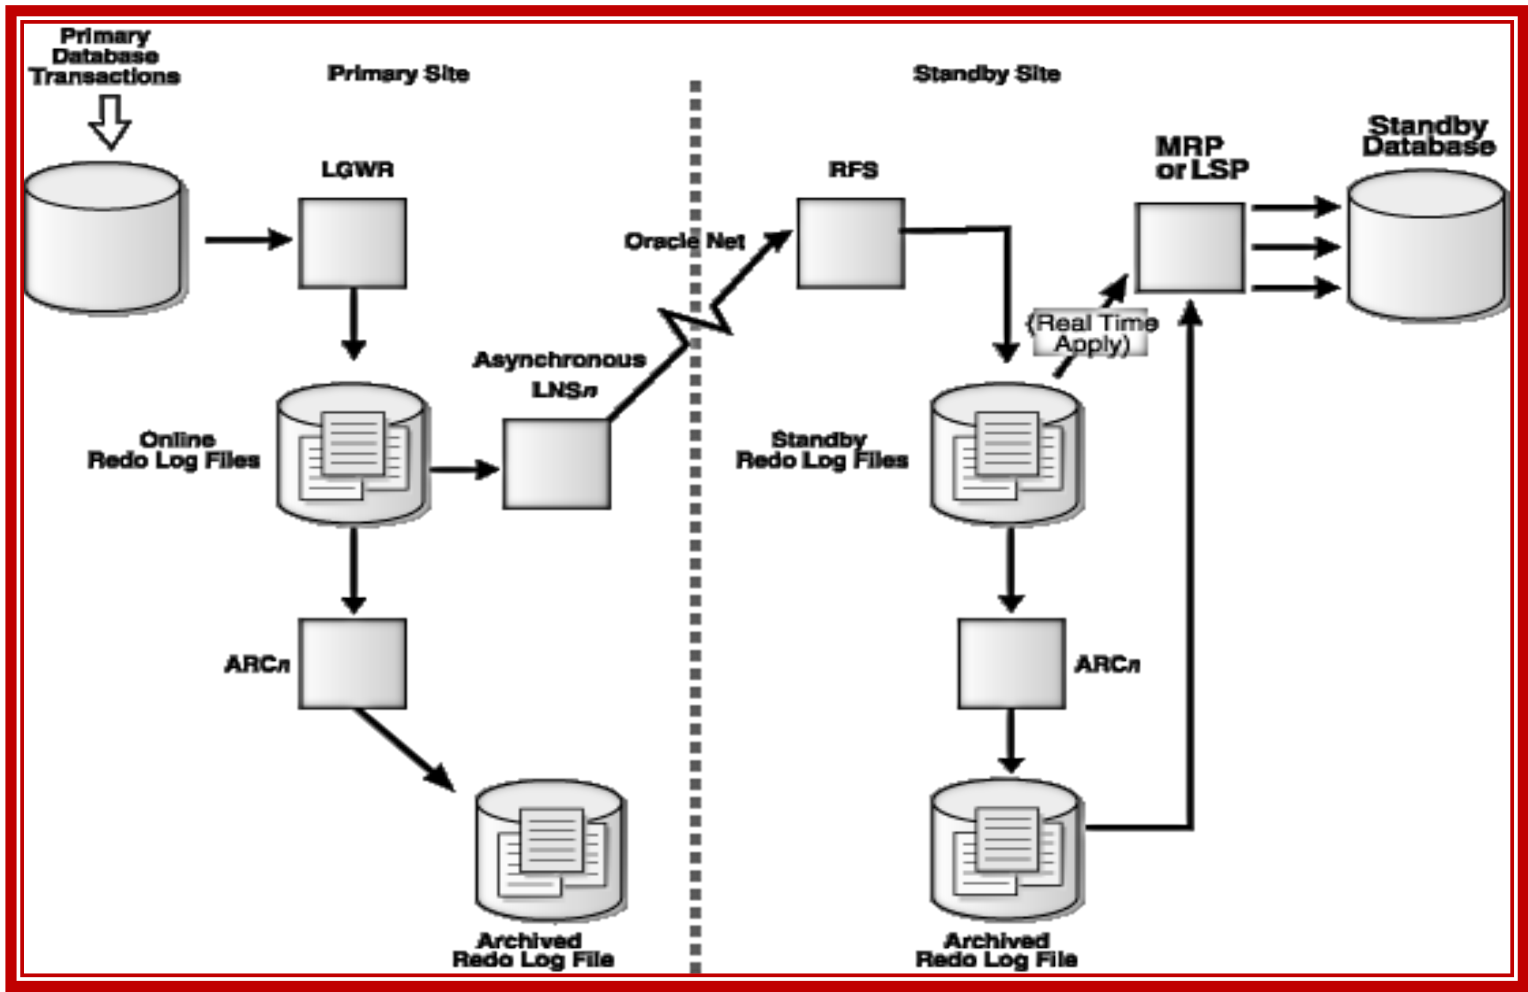 Primary
Database
Transactions
Primary Site
Standby Site
LGWR
RFS
MRP
or LSP
Standby
Database
Oracle Net
(Real Time
Apply)
Asynchronous
LNSn
Online
Redo Log Files
Standby
Redo Log Files
ARCn
ARCn
Archived
Redo Log File
Archived
Redo Log File